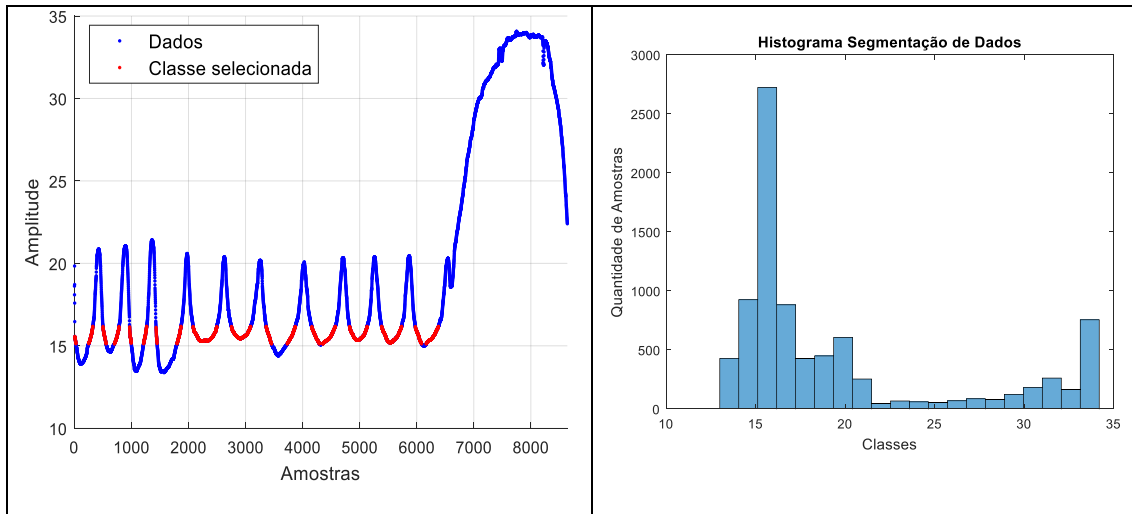 35
30
25
20
15
10
Amplitude
Dados
Classe selecionada
0 1000 2000 3000 4000 5000 6000 7000 8000
Amostras
Histograma Segmentação de Dados
3000
2500
2000
1500
1000
500
0
Quantidade de Amostras
10 15 20 25 30 35
Classes